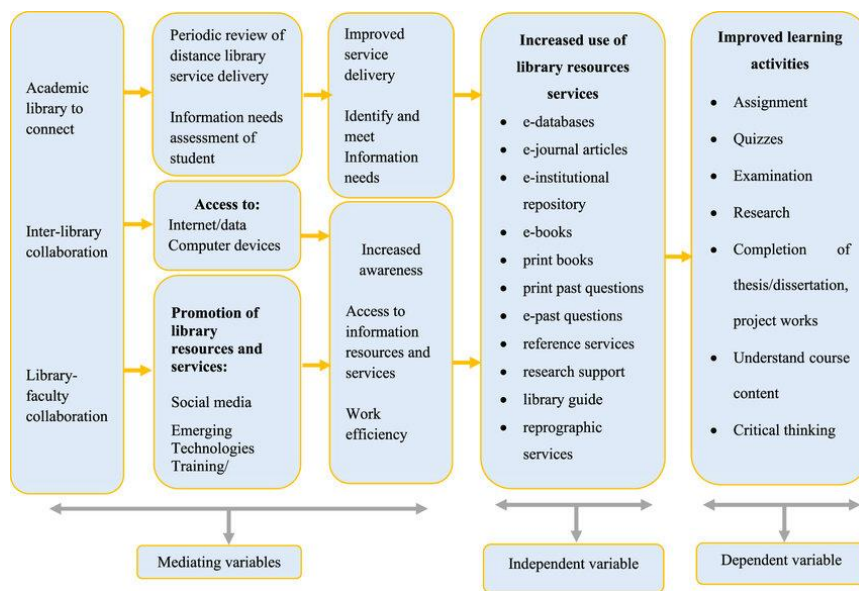 Academic
library to
connect
Inter-library
collaboration
Library-
faculty
collaboration
Periodic review of
distance library
service delivery
Information needs
assessment of
student
Access to:
Internet/data
Computer devices
Promotion of
library
resources and
services:
Social media
Emerging
Technologies
Training/
Improved
service
delivery
Identify and
meet
Information
needs
Increased
awareness
Access to
information
resources and
services
Work
efficiency
Increased use of
library resources
services
• e-databases
• e-journal articles
• e-institutional
repository
• e-books
• print books
• print past questions
• e-past questions
• reference services
• research support
• library guide
• reprographic
services
Improved learning
activities
• Assignment
• Quizzes
• Examination
• Research
• Completion of
thesis/dissertation,
project works
• Understand course
content
• Critical thinking
Mediating variables
Independent variable
Dependent variable